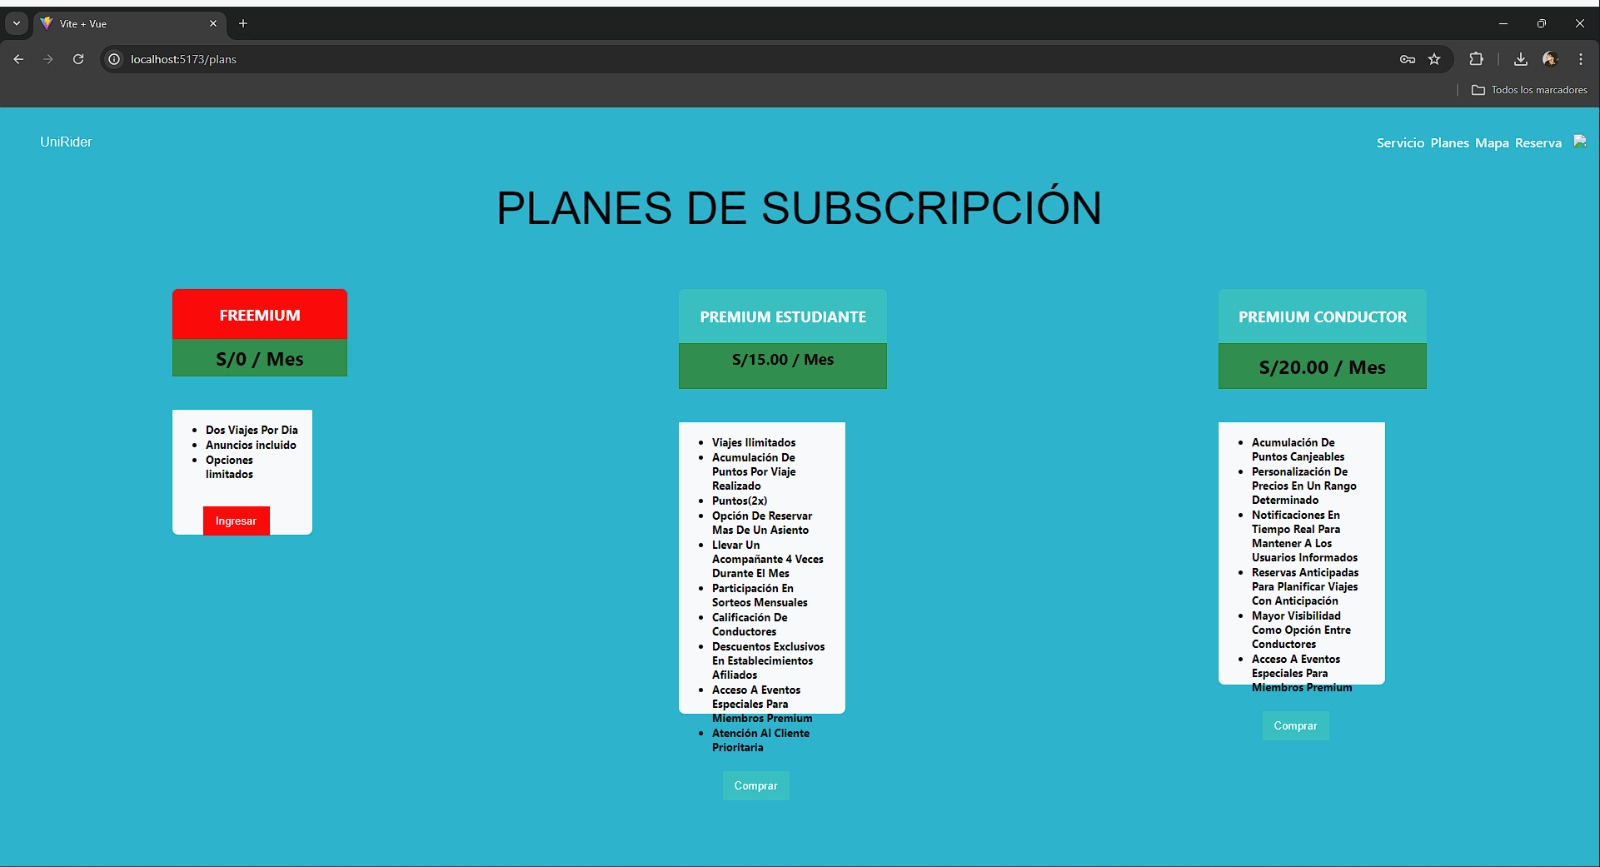 Vite + Vue
localhost:5173/plans
Todos los marcadores
UniRider
Servicio Planes Mapa Reserva
PLANES DE SUBSCRIPCIÓN
FREEMIUM
S/0 / Mes
Dos Viajes Por Dia
Anuncios incluido
Opciones
limitados
Ingresar
PREMIUM ESTUDIANTE
S/15.00 / Mes
Viajes Ilimitados
Acumulación De
Puntos Por Viaje
Realizado
Puntos(2x)
Opción De Reservar
Mas De Un Asiento
Llevar Un
Acompañante 4 Veces
Durante El Mes
Participación En
Sorteos Mensuales
Calificación De
Conductores
Descuentos Exclusivos
En Establecimientos
Afiliados
Acceso A Eventos
Especiales Para
Miembros Premium
Atención Al Cliente
Prioritaria
Comprar
PREMIUM CONDUCTOR
S/20.00 / Mes
Acumulación De
Puntos Canjeables
Personalización De
Precios En Un Rango
Determinado
Notificaciones En
Tiempo Real Para
Mantener A Los
Usuarios Informados
Reservas Anticipadas
Para Planificar Viajes
Con Anticipación
Mayor Visibilidad
Como Opción Entre
Conductores
Acceso A Eventos
Especiales Para
Miembros Premium
Comprar